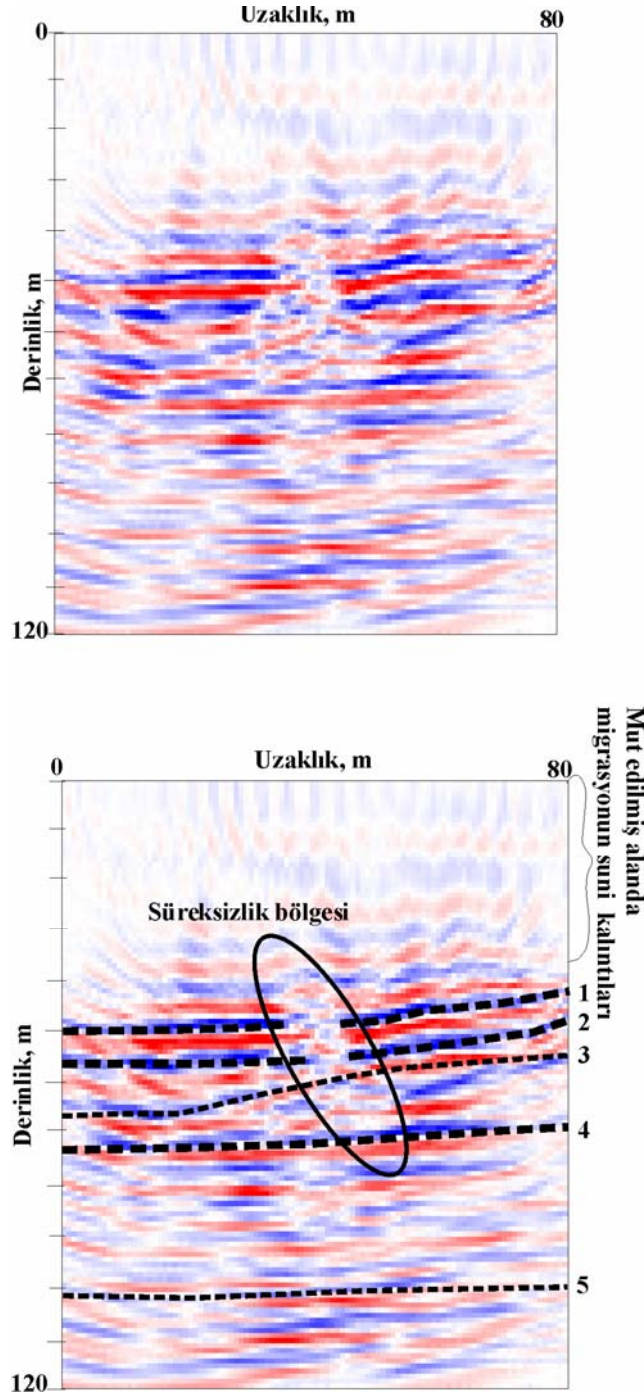 Uzaklık, m
0
80
Derinlik, m
120
Mut edilmiş alanda
migrasyonun suni kalıntıları
0
Uzaklık, m
80
Süreksizlik bölgesi
1
2
3
4
5
Derinlik, m
120